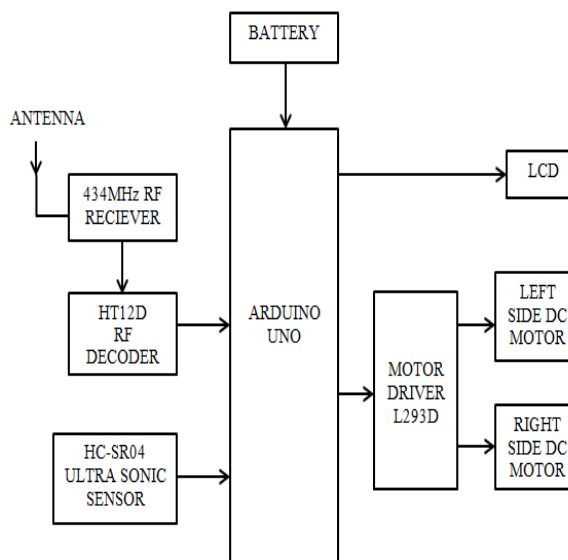 BATTERY
ANTENNA
434MHz RF
RECIEVER
LCD
HT12D
RF
DECODER
ARDUINO
UNO
LEFT
SIDE DC
MOTOR
MOTOR
DRIVER
L293D
RIGHT
SIDE DC
MOTOR
HC-SR04
ULTRA SONIC
SENSOR